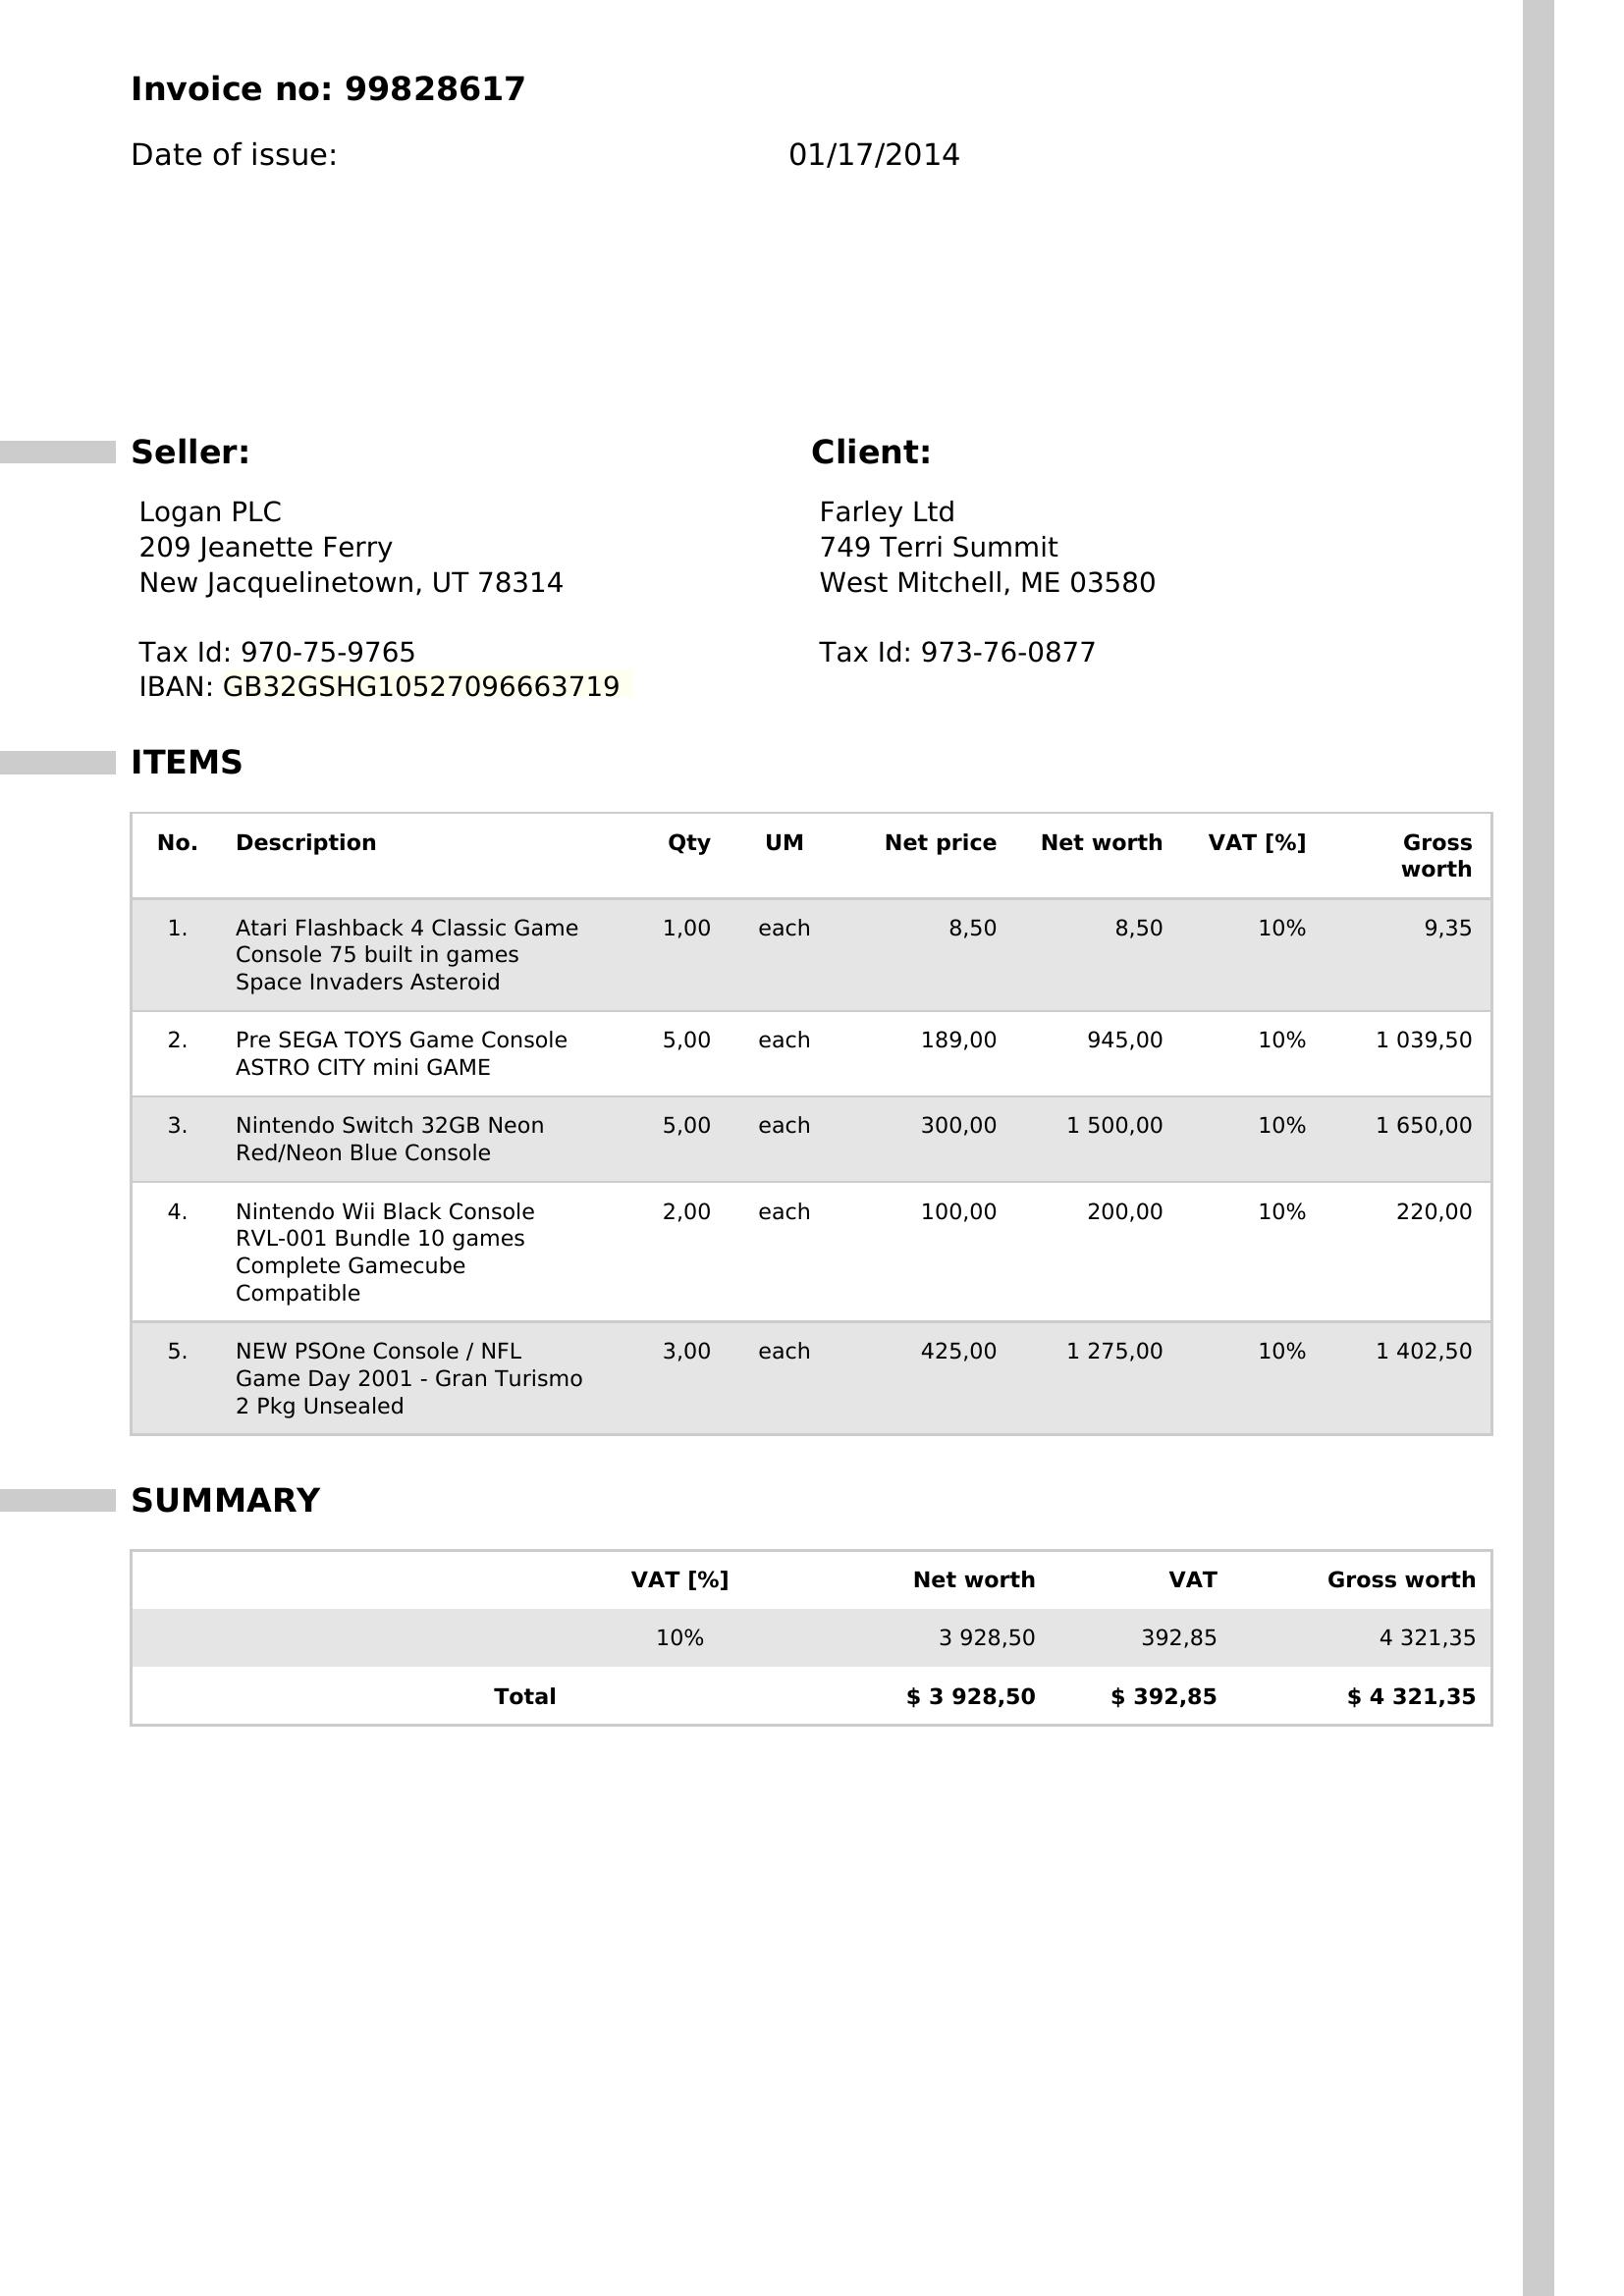 Invoice no: 99828617
Date of issue: 01/17/2014
Seller:
Logan PLC
209 Jeanette Ferry
New Jacquelinetown, UT 78314
Tax Id: 970-75-9765
IBAN: GB32GSHG10527096663719
Client:
Farley Ltd
749 Terri Summit
West Mitchell, ME 03580
Tax Id: 973-76-0877
ITEMS
No. Description Qty UM Net price Net worth VAT [%] Gross
worth
1. Atari Flashback 4 Classic Game 1,00 each 8,50 8,50 10% 9,35
Console 75 built in games
Space Invaders Asteroid
2. Pre SEGA TOYS Game Console 5,00 each 189,00 945,00 10% 1 039,50
ASTRO CITY mini GAME
3. Nintendo Switch 32GB Neon 5,00 each 300,00 1 500,00 10% 1 650,00
Red/Neon Blue Console
4. Nintendo Wii Black Console 2,00 each 100,00 200,00 10% 220,00
RVL-001 Bundle 10 games
Complete Gamecube
Compatible
5. NEW PSOne Console / NFL 3,00 each 425,00 1 275,00 10% 1 402,50
Game Day 2001 - Gran Turismo
2 Pkg Unsealed
SUMMARY
VAT [%] Net worth VAT Gross worth
10% 3 928,50 392,85 4 321,35
Total $ 3 928,50 $ 392,85 $ 4 321,35